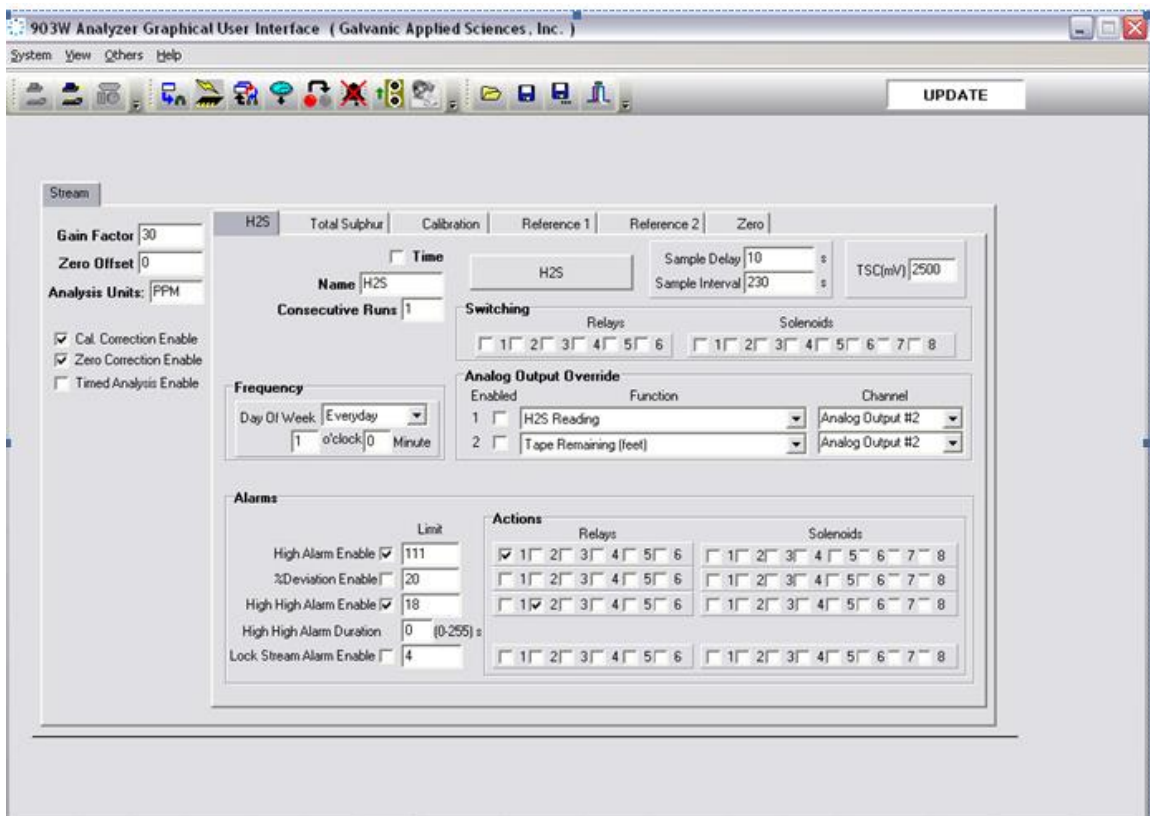 903W Analyzer Graphical User Interface ( Galvanic Applied Sciences, Inc. )
System View Others Help
UPDATE
Stream
Gain Factor 30
Zero Offset 0
Analysis Units: PPM
Cal. Correction Enable
Zero Correction Enable
Timed Analysis Enable
H2S Total Sulphur Calibration Reference 1 Reference 2 Zero
Time
Name H2S
Consecutive Runs 1
H2S
Sample Delay 10 s
Sample Interval 230 s
TSC(mV) 2500
Switching
Relays Solenoids
1 2 3 4 5 6 1 2 3 4 5 6 7 8
Frequency
Day Of Week Everyday
1 o'clock 0 Minute
Analog Output Override
Enabled Function Channel
1 H2S Reading Analog Output #2
2 Tape Remaining (feet) Analog Output #2
Alarms
Limit
Actions
Relays Solenoids
High Alarm Enable 111 1 2 3 4 5 6 1 2 3 4 5 6 7 8
%Deviation Enable 20 1 2 3 4 5 6 1 2 3 4 5 6 7 8
High High Alarm Enable 18 1 2 3 4 5 6 1 2 3 4 5 6 7 8
High High Alarm Duration 0 (0-255) s
Lock Stream Alarm Enable 4 1 2 3 4 5 6 1 2 3 4 5 6 7 8